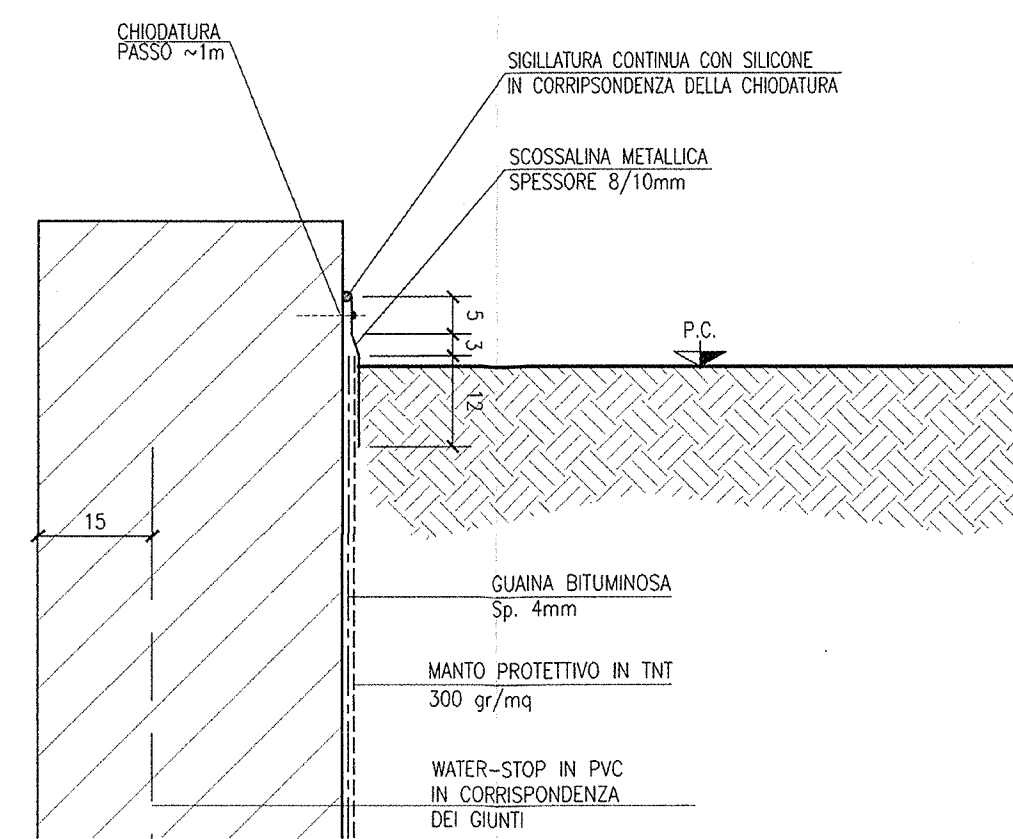 CHIODATURA
PASSO ~1m
SIGILLATURA CONTINUA CON SILICONE
IN CORRIPSONDENZA DELLA CHIODATURA
SCOSSALINA METALLICA
SPESSORE 8/10mm
5
3
P.C.
12
15
GUAINA BITUMINOSA
Sp. 4mm
MANTO PROTETTIVO IN TNT
300 gr/mq
WATER-STOP IN PVC
IN CORRISPONDENZA
DEI GIUNTI